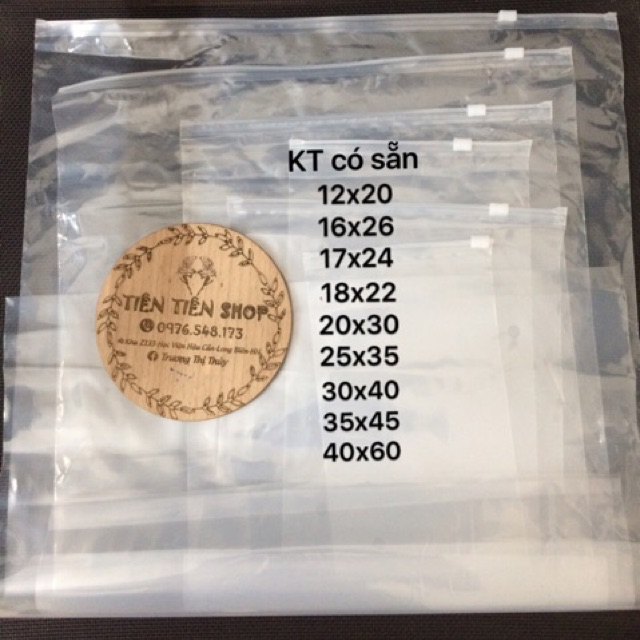 KT có sẵn
12x20
16x26
17x24
18x22
20x30
25x35
30x40
35x45
40x60
TIÊN TIÊN SHOP
0976.548.173
Trương Thị Thủy